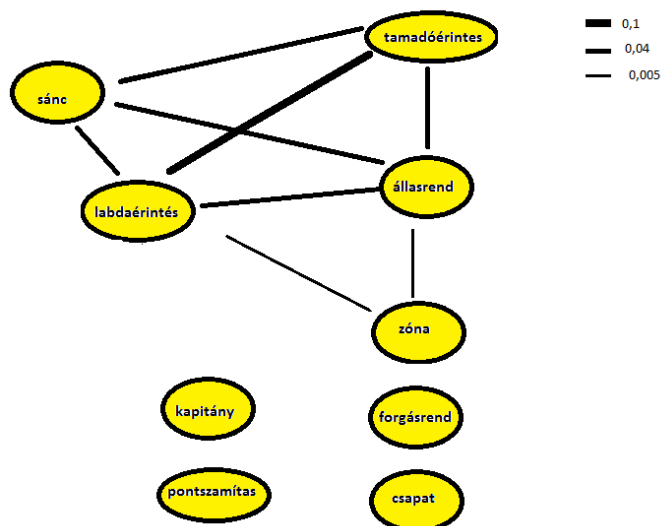 tamadóérintes
0,1
0,04
0,005
sánc
állasrend
labdaérintés
zóna
kapitány
forgásrend
pontszamítas
csapat